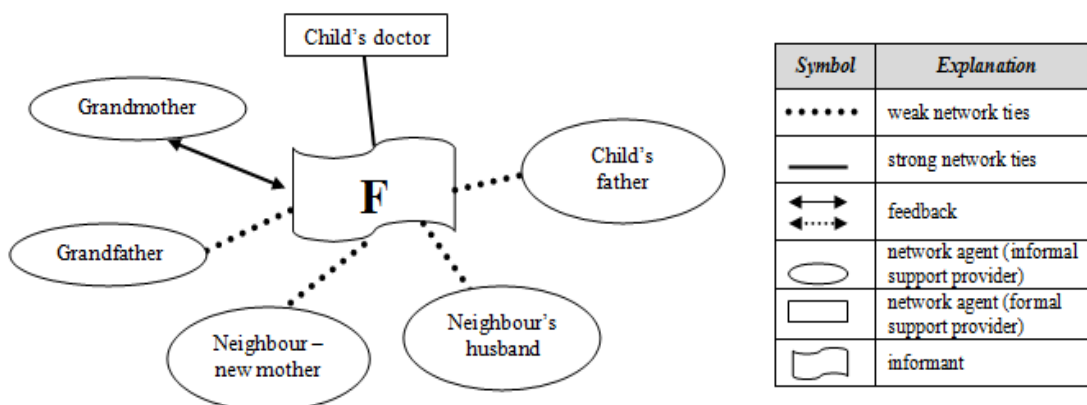 Child’s doctor
Grandmother
F
Child’s
father
Grandfather
Neighbour –
new mother
Neighbour’s
husband
Symbol Explanation
weak network ties
strong network ties
feedback
network agent (informal
support provider)
network agent (formal
support provider)
informant